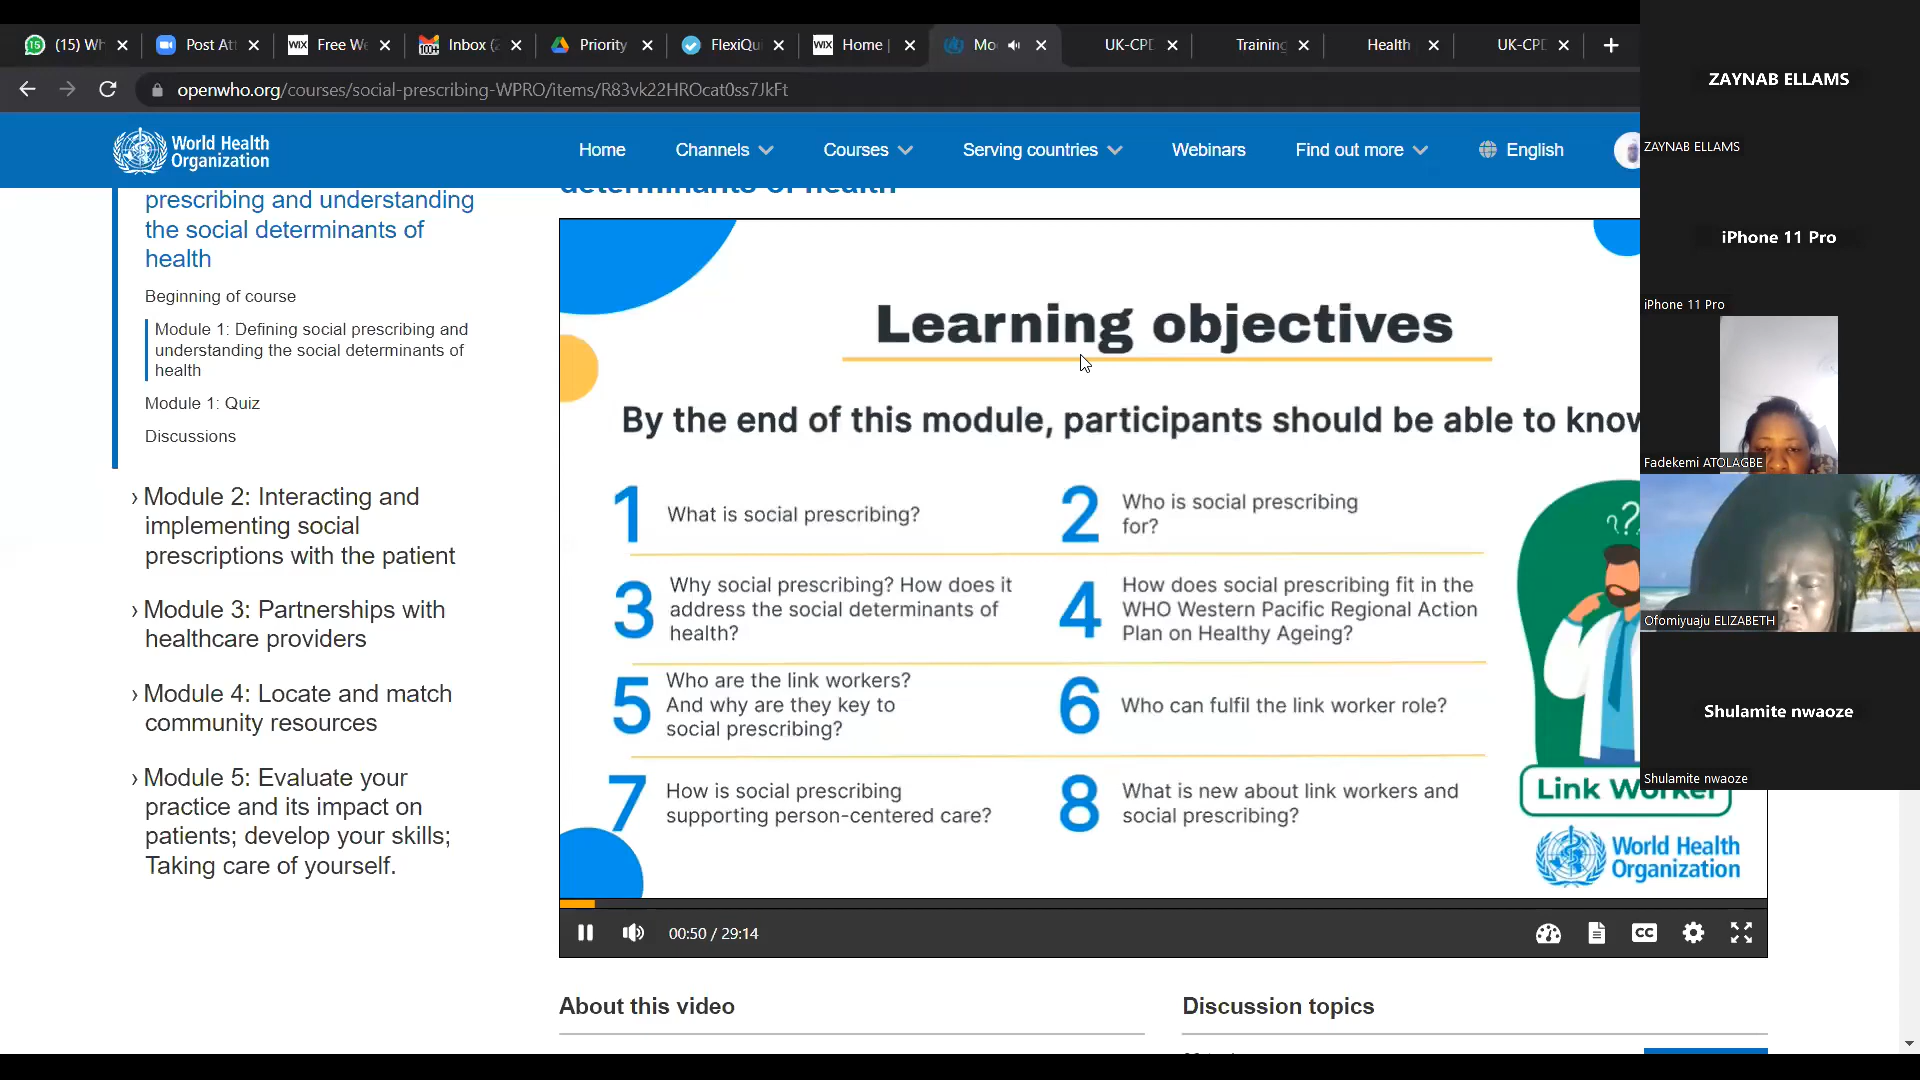 (15) Wh
Post Att
Free We
Inbox (2
Priority
FlexiQui
Home |
Mo
UK-CPD
Training
Health
UK-CPD
openwho.org/courses/social-prescribing-WPRO/items/R83vk22HROcat0ss7JkFt
World Health
Organization
Home
Channels
Courses
Serving countries
Webinars
Find out more
English
prescribing and understanding
the social determinants of
health
Beginning of course
Module 1: Defining social prescribing and
understanding the social determinants of
health
Module 1: Quiz
Discussions
› Module 2: Interacting and
implementing social
prescriptions with the patient
› Module 3: Partnerships with
healthcare providers
› Module 4: Locate and match
community resources
› Module 5: Evaluate your
practice and its impact on
patients; develop your skills;
Taking care of yourself.
determinants of health
Learning objectives
By the end of this module, participants should be able to know
1 What is social prescribing?
2 Who is social prescribing
for?
3 Why social prescribing? How does it
address the social determinants of
health?
4 How does social prescribing fit in the
WHO Western Pacific Regional Action
Plan on Healthy Ageing?
5 Who are the link workers?
And why are they key to
social prescribing?
6 Who can fulfil the link worker role?
7 How is social prescribing
supporting person-centered care?
8 What is new about link workers and
social prescribing?
??
Link Worker
World Health
Organization
00:50 / 29:14
CC
About this video
Discussion topics
ZAYNAB ELLAMS
ZAYNAB ELLAMS
iPhone 11 Pro
iPhone 11 Pro
Fadekemi ATOLAGBE
Ofomiyuaju ELIZABETH
Shulamite nwaoze
Shulamite nwaoze